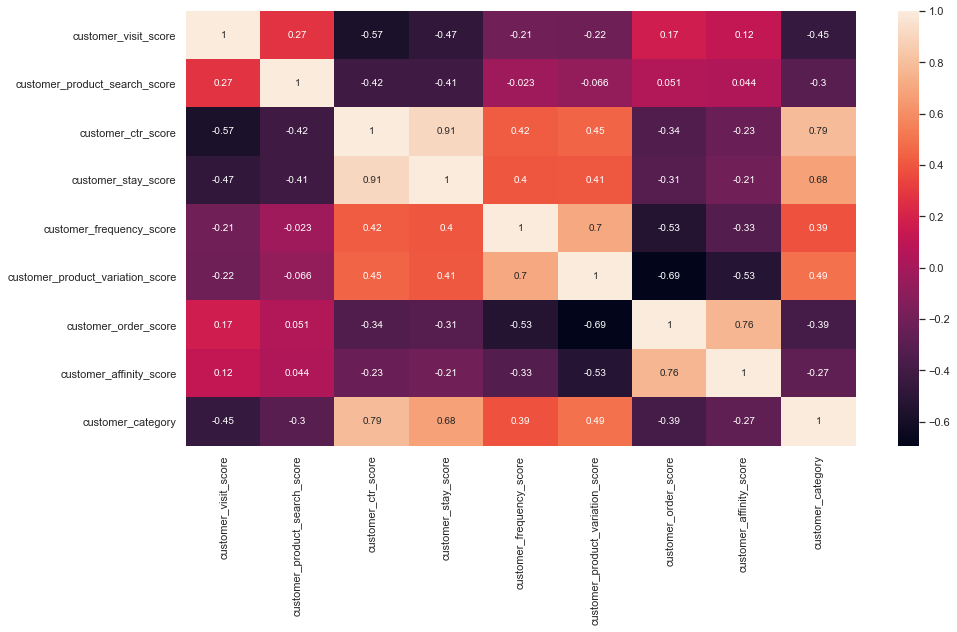 customer_visit_score 1 0.27 -0.57 -0.47 -0.21 -0.22 0.17 0.12 -0.45
customer_product_search_score 0.27 1 -0.42 -0.41 -0.023 -0.066 0.051 0.044 -0.3
customer_ctr_score -0.57 -0.42 1 0.91 0.42 0.45 -0.34 -0.23 0.79
customer_stay_score -0.47 -0.41 0.91 1 0.4 0.41 -0.31 -0.21 0.68
customer_frequency_score -0.21 -0.023 0.42 0.4 1 0.7 -0.53 -0.33 0.39
customer_product_variation_score -0.22 -0.066 0.45 0.41 0.7 1 -0.69 -0.53 0.49
customer_order_score 0.17 0.051 -0.34 -0.31 -0.53 -0.69 1 0.76 -0.39
customer_affinity_score 0.12 0.044 -0.23 -0.21 -0.33 -0.53 0.76 1 -0.27
customer_category -0.45 -0.3 0.79 0.68 0.39 0.49 -0.39 -0.27 1
customer_visit_score
customer_product_search_score
customer_ctr_score
customer_stay_score
customer_frequency_score
customer_product_variation_score
customer_order_score
customer_affinity_score
customer_category
1.0
0.8
0.6
0.4
0.2
0.0
−0.2
−0.4
−0.6